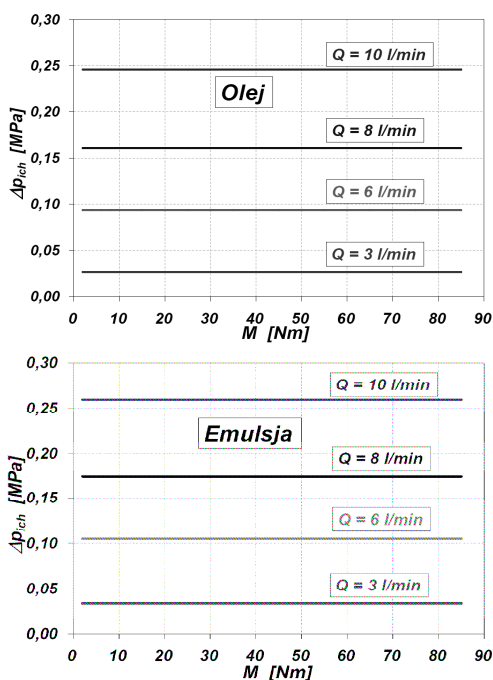 0,30
0,25
0,20
0,15
0,10
0,05
0,00
Δp_ich [MPa]
Q = 10 l/min
Olej
Q = 8 l/min
Q = 6 l/min
Q = 3 l/min
0 10 20 30 40 50 60 70 80 90
M [Nm]
0,30
0,25
0,20
0,15
0,10
0,05
0,00
Δp_ich [MPa]
Q = 10 l/min
Emulsja
Q = 8 l/min
Q = 6 l/min
Q = 3 l/min
0 10 20 30 40 50 60 70 80 90
M [Nm]